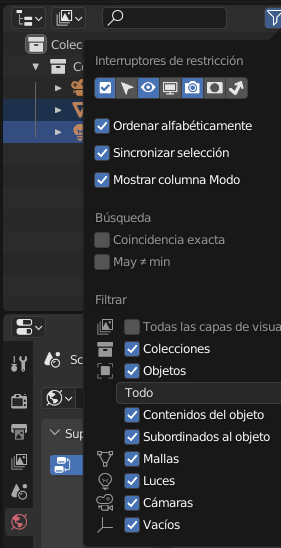 Colec
Interruptores de restricción
Co
Ordenar alfabéticamente
Sincronizar selección
Mostrar columna Modo
Búsqueda
Coincidencia exacta
May ≠ min
Filtrar
Todas las capas de visua
Colecciones
Sc
Objetos
Todo
Contenidos del objeto
Sup
Subordinados al objeto
Mallas
Luces
Cámaras
Vacíos